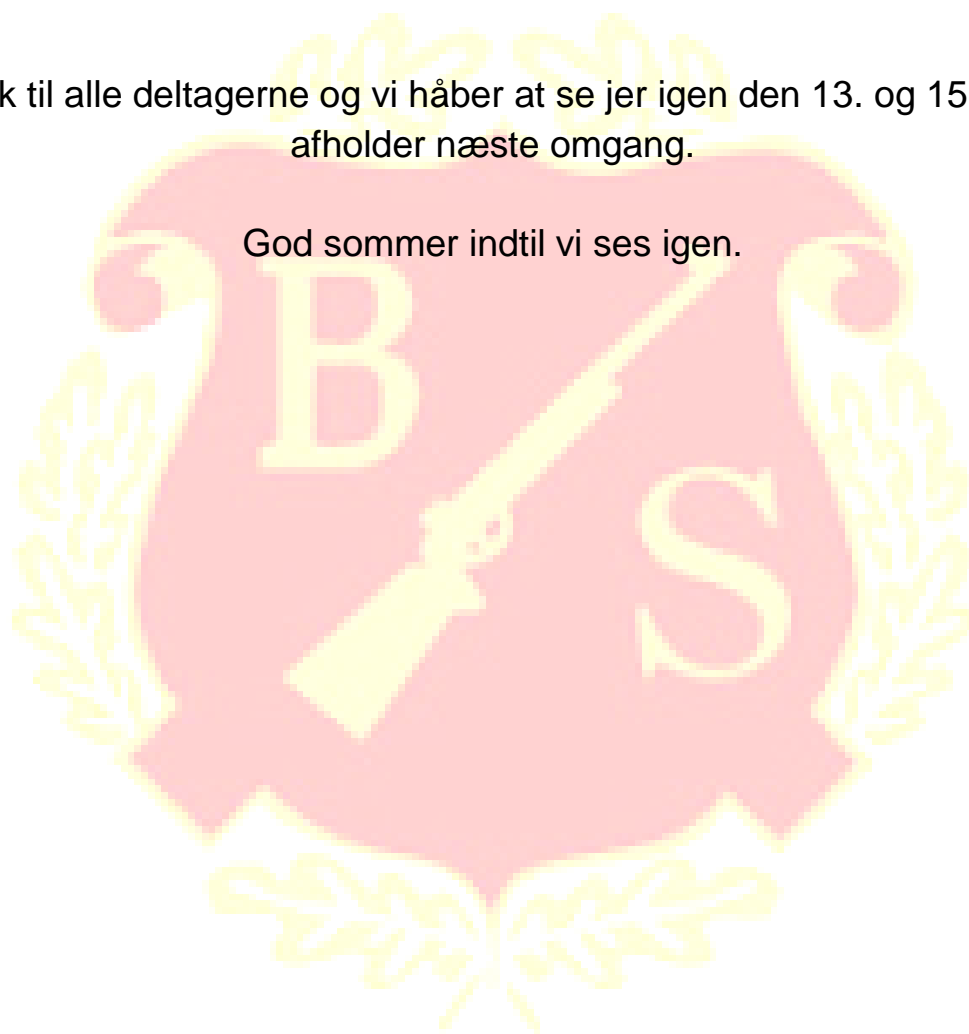 k til alle deltagerne og vi håber at se jer igen den 13. og 15
afholder næste omgang.
God sommer indtil vi ses igen.
B
S